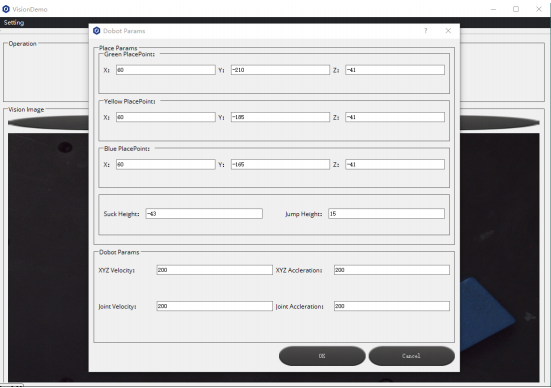 VisionDemo
Setting
Dobot Params
Operation
Place Params
Green PlacePoint:
X: 60 Y: -210 Z: -41
Yellow PlacePoint:
X: 60 Y: -185 Z: -41
Vision Image
Blue PlacePoint:
X: 60 Y: -165 Z: -41
Suck Height: -43 Jump Height: 15
Dobot Params
XYZ Velocity: 200 XYZ Accleration: 200
Joint Velocity: 200 Joint Accleration: 200
OK Cancel